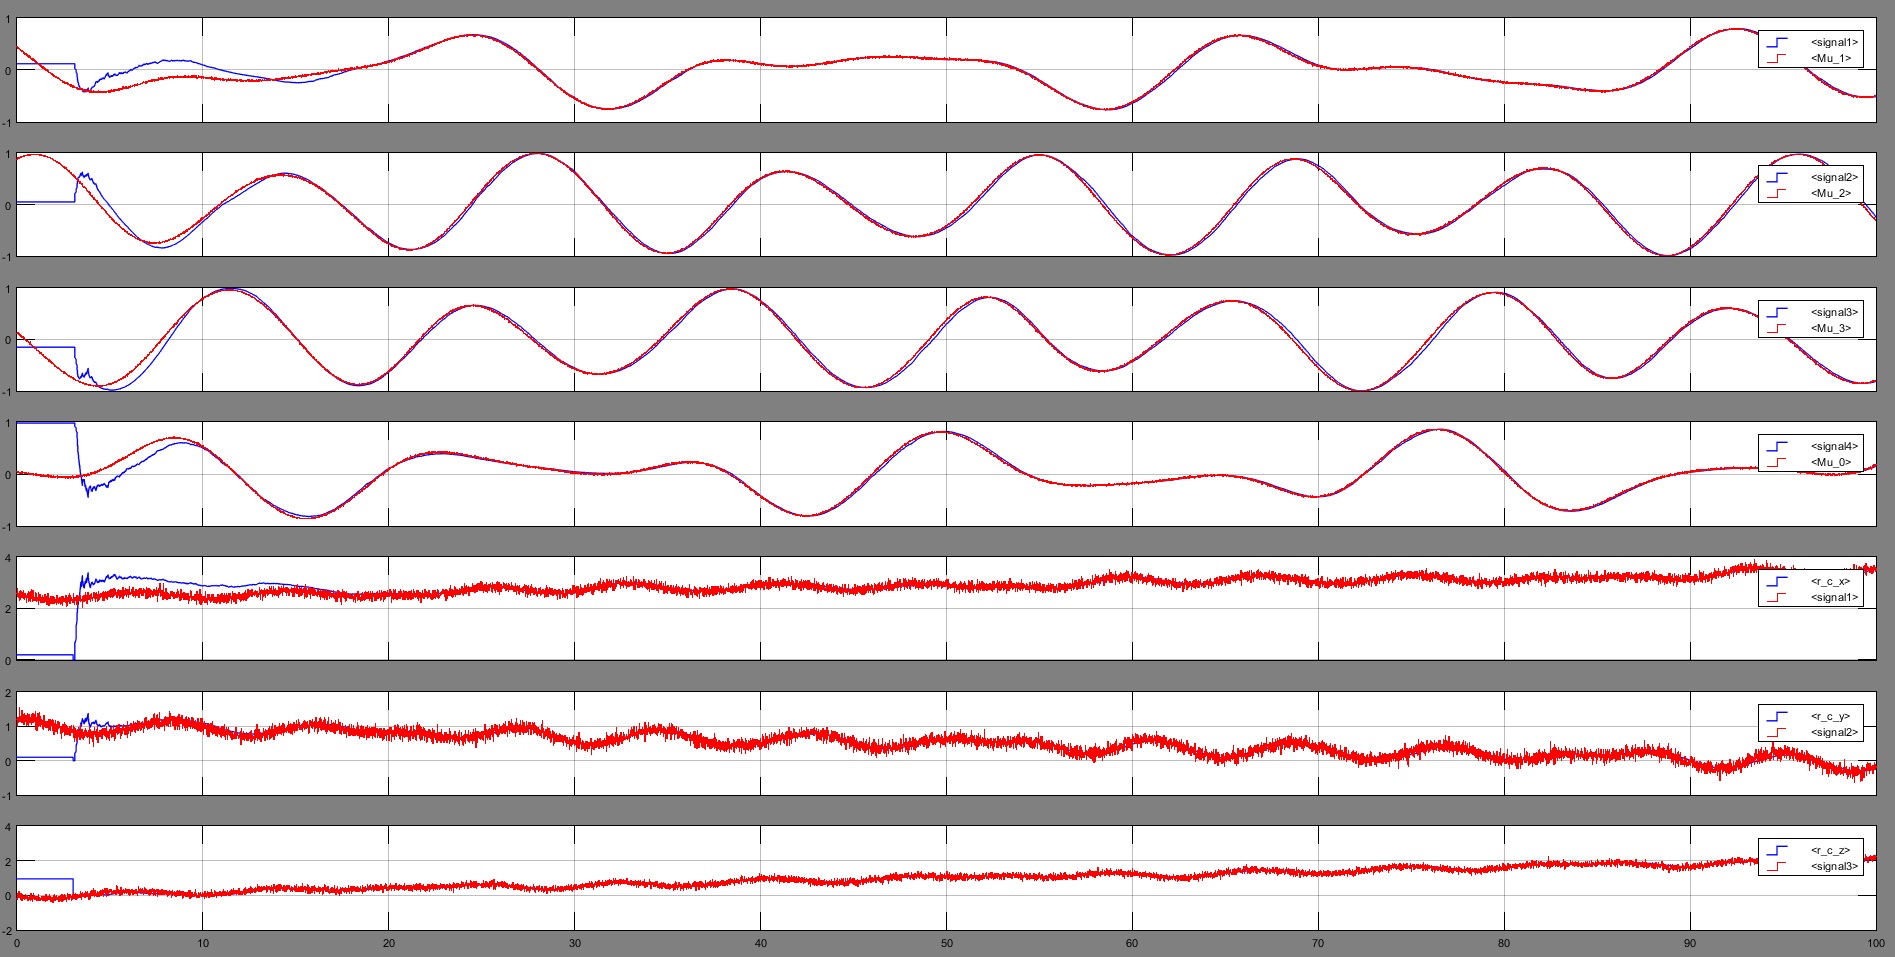 1
0
-1
<signal1>
<Mu_1>
1
0
-1
<signal2>
<Mu_2>
1
0
-1
<signal3>
<Mu_3>
1
0
-1
<signal4>
<Mu_0>
4
2
0
<r_c_x>
<signal1>
2
1
0
-1
<r_c_y>
<signal2>
4
2
0
-2
<r_c_z>
<signal3>
0 10 20 30 40 50 60 70 80 90 100